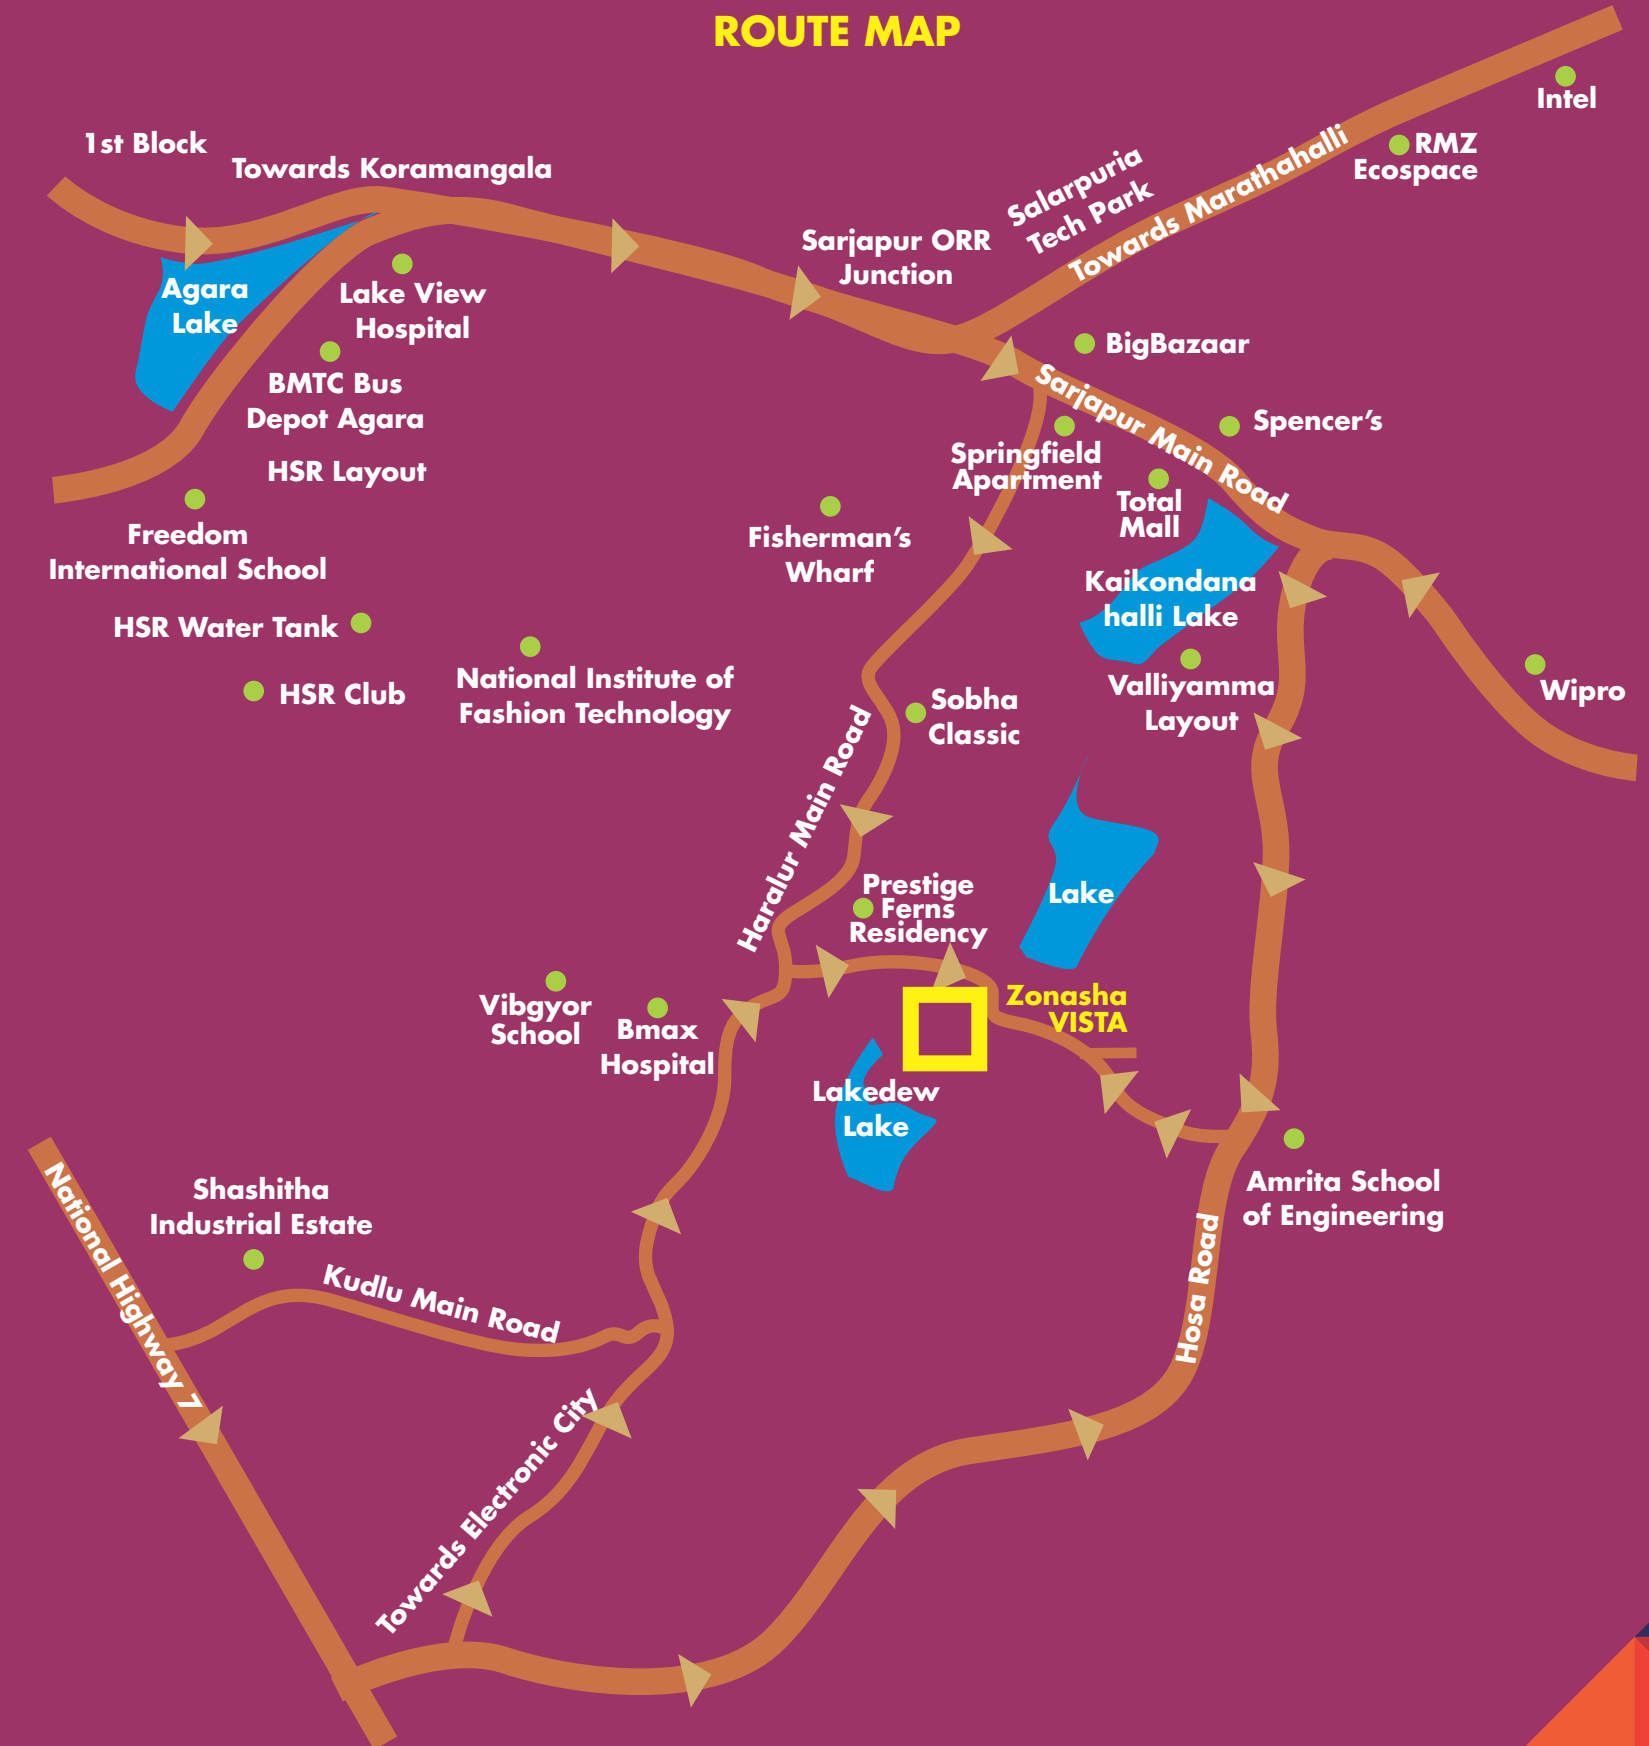 ROUTE MAP
Intel
1st Block
RMZ
Ecospace
Towards Koramangala
Salarpuria
Tech Park
Towards Marathahalli
Sarjapur ORR
Junction
Agara
Lake
Lake View
Hospital
BigBazaar
BMTC Bus
Depot Agara
Sarjapur Main Road
Spencer's
HSR Layout
Springfield
Apartment
Total
Mall
Freedom
International School
Fisherman's
Wharf
Kaikondana
halli Lake
HSR Water Tank
HSR Club
National Institute of
Fashion Technology
Sobha
Classic
Valliyamma
Layout
Wipro
Haralur Main Road
Prestige
Ferns
Residency
Lake
Vibgyor
School
Bmax
Hospital
Zonasha
VISTA
Lakedew
Lake
Amrita School
of Engineering
Shashitha
Industrial Estate
National Highway 7
Kudlu Main Road
Hosa Road
Towards Electronic City